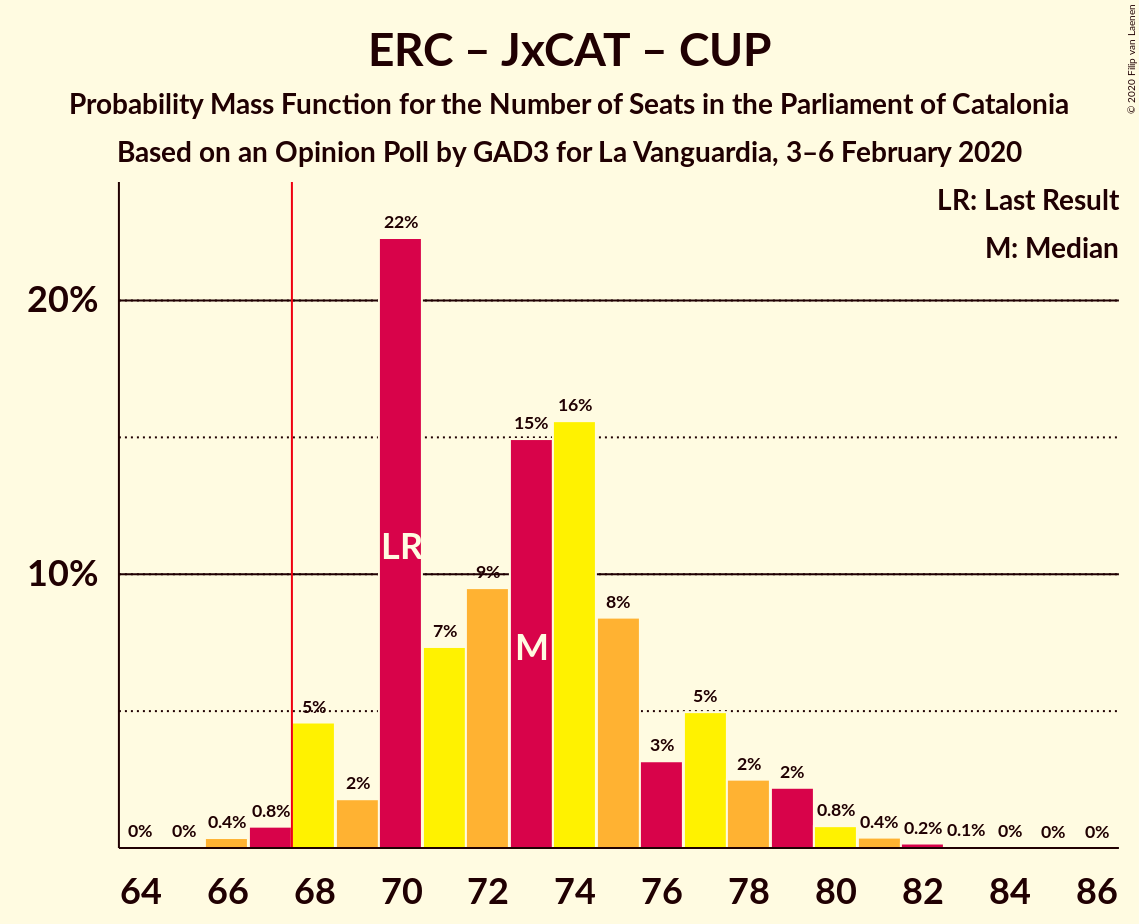 ERC – JxCAT – CUP
Probability Mass Function for the Number of Seats in the Parliament of Catalonia
Based on an Opinion Poll by GAD3 for La Vanguardia, 3–6 February 2020
© 2020 Filip van Laenen
LR: Last Result
M: Median
20%
10%
0% 0% 0.4% 0.8% 5% 2% 22% 7% 9% 15% 16% 8% 3% 5% 2% 2% 0.8% 0.4% 0.2% 0.1% 0% 0% 0%
LR
M
64 66 68 70 72 74 76 78 80 82 84 86